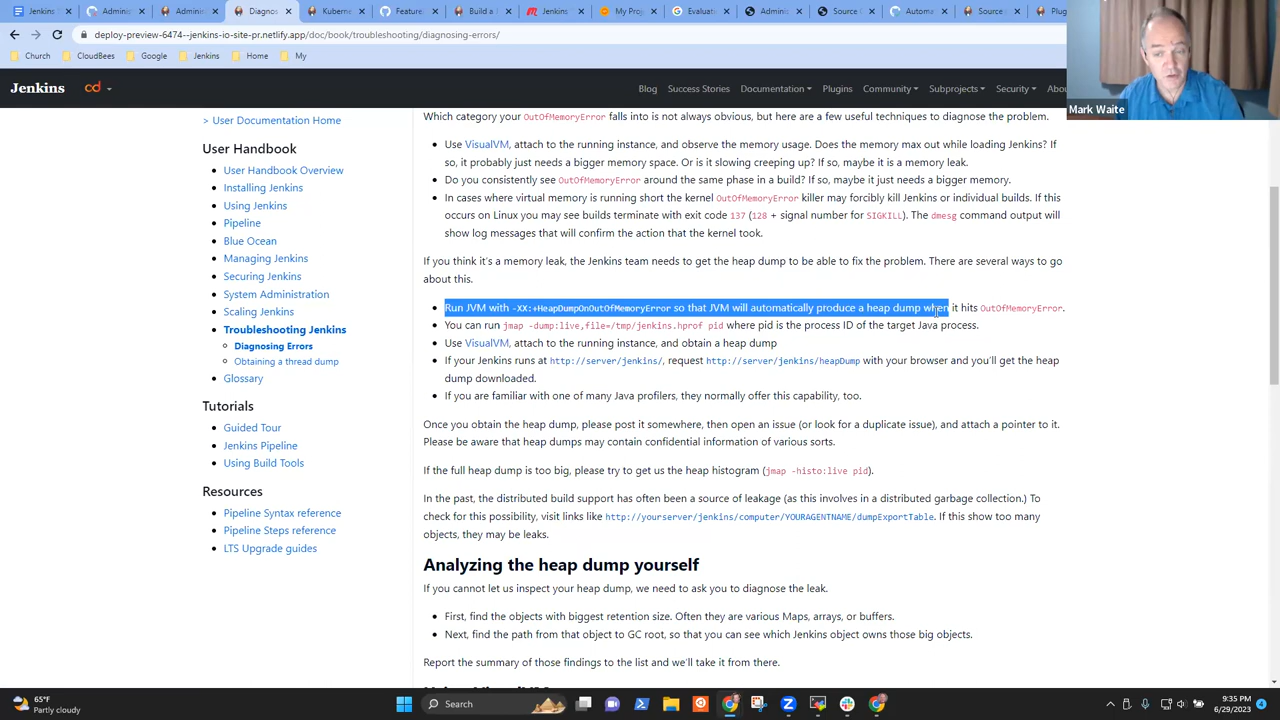 Jenkins
Administ
Administ
Diagnos
Kuberne
Feature
Build a
Jenkins
My Proj
Evaluati
Adminis
Source C
Automa
Source
Plug
deploy-preview-6474--jenkins-io-site-pr.netlify.app/doc/book/troubleshooting/diagnosing-errors/
Church
CloudBees
Google
Jenkins
Home
My
Mark Waite
Jenkins
cd
Blog
Success Stories
Documentation
Plugins
Community
Subprojects
Security
Abou
> User Documentation Home
User Handbook
User Handbook Overview
Installing Jenkins
Using Jenkins
Pipeline
Blue Ocean
Managing Jenkins
Securing Jenkins
System Administration
Scaling Jenkins
Troubleshooting Jenkins
Diagnosing Errors
Obtaining a thread dump
Glossary
Tutorials
Guided Tour
Jenkins Pipeline
Using Build Tools
Resources
Pipeline Syntax reference
Pipeline Steps reference
LTS Upgrade guides
Which category your OutOfMemoryError falls into is not always obvious, but here are a few useful techniques to diagnose the problem.
Use VisualVM, attach to the running instance, and observe the memory usage. Does the memory max out while loading Jenkins? If
so, it probably just needs a bigger memory space. Or is it slowing creeping up? If so, maybe it is a memory leak.
Do you consistently see OutOfMemoryError around the same phase in a build? If so, maybe it just needs a bigger memory.
In cases where virtual memory is running short the kernel OutOfMemoryError killer may forcibly kill Jenkins or individual builds. If this
occurs on Linux you may see builds terminate with exit code 137 (128 + signal number for SIGKILL). The dmesg command output will
show log messages that will confirm the action that the kernel took.
If you think it's a memory leak, the Jenkins team needs to get the heap dump to be able to fix the problem. There are several ways to go
about this.
Run JVM with -XX:+HeapDumpOnOutOfMemoryError so that JVM will automatically produce a heap dump when it hits OutOfMemoryError.
You can run jmap -dump:live,file=/tmp/jenkins.hprof pid where pid is the process ID of the target Java process.
Use VisualVM, attach to the running instance, and obtain a heap dump
If your Jenkins runs at http://server/jenkins/, request http://server/jenkins/heapDump with your browser and you'll get the heap
dump downloaded.
If you are familiar with one of many Java profilers, they normally offer this capability, too.
Once you obtain the heap dump, please post it somewhere, then open an issue (or look for a duplicate issue), and attach a pointer to it.
Please be aware that heap dumps may contain confidential information of various sorts.
If the full heap dump is too big, please try to get us the heap histogram (jmap -histo:live pid).
In the past, the distributed build support has often been a source of leakage (as this involves in a distributed garbage collection.) To
check for this possibility, visit links like http://yourserver/jenkins/computer/YOURAGENTNAME/dumpExportTable. If this show too many
objects, they may be leaks.
Analyzing the heap dump yourself
If you cannot let us inspect your heap dump, we need to ask you to diagnose the leak.
First, find the objects with biggest retention size. Often they are various Maps, arrays, or buffers.
Next, find the path from that object to GC root, so that you can see which Jenkins object owns those big objects.
Report the summary of those findings to the list and we'll take it from there.
65°F
Partly cloudy
Search
9:35 PM
6/29/2023